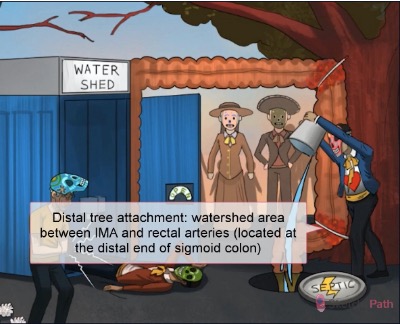 WATER
SHED
Distal tree attachment: watershed area
between IMA and rectal arteries (located at
the distal end of sigmoid colon)
SEPTIC
Path